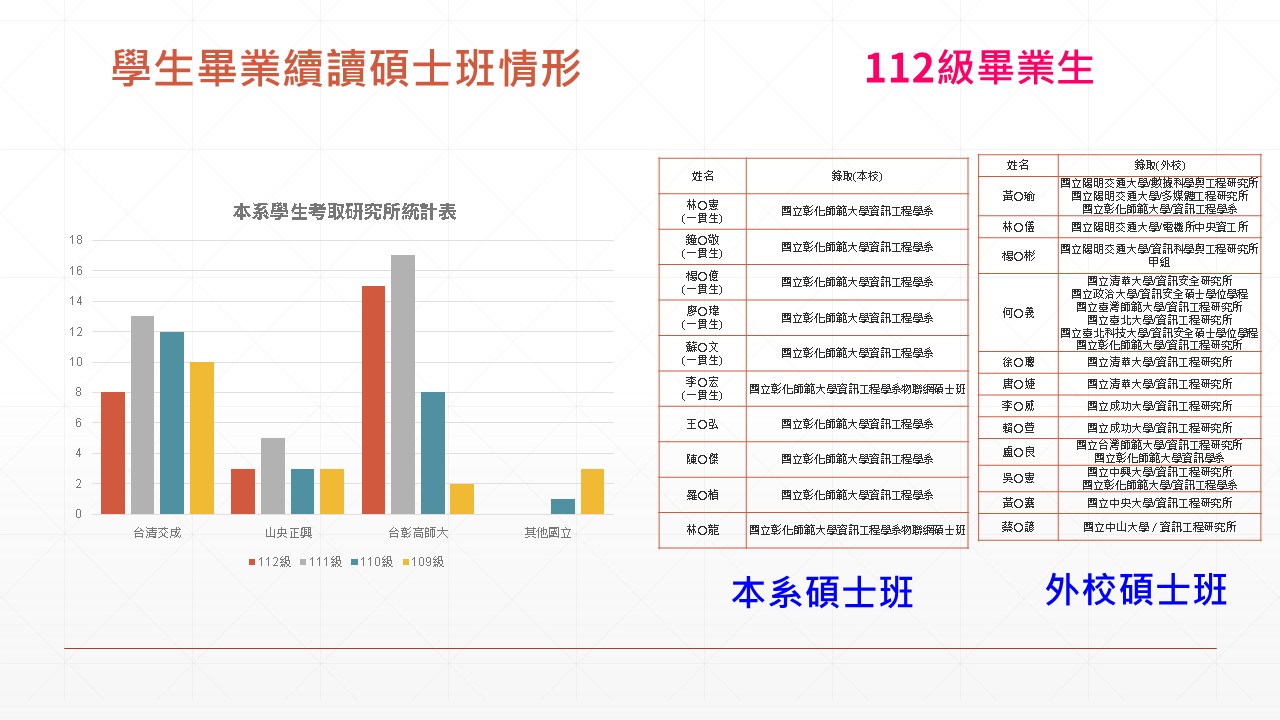 學生畢業續讀碩士班情形
112級畢業生
本系學生考取研究所統計表
18
16
14
12
10
8
6
4
2
0
台清交成
山央正興
台彰高師大
其他國立
112級
111級
110級
109級
姓名
錄取(本校)
林〇憲
(一貫生)
國立彰化師範大學資訊工程學系
鐘〇敬
(一貫生)
國立彰化師範大學資訊工程學系
楊〇億
(一貫生)
國立彰化師範大學資訊工程學系
廖〇瑋
(一貫生)
國立彰化師範大學資訊工程學系
蘇〇文
(一貫生)
國立彰化師範大學資訊工程學系
李〇宏
(一貫生)
國立彰化師範大學資訊工程學系物聯網碩士班
王〇弘
國立彰化師範大學資訊工程學系
陳〇傑
國立彰化師範大學資訊工程學系
羅〇楨
國立彰化師範大學資訊工程學系
林〇龍
國立彰化師範大學資訊工程學系物聯網碩士班
本系碩士班
姓名
錄取(外校)
黃〇瑜
國立陽明交通大學/數據科學與工程研究所
國立陽明交通大學/多媒體工程研究所
國立彰化師範大學/資訊工程學系
林〇儀
國立陽明交通大學/電機所中央資工所
楊〇彬
國立陽明交通大學/資訊科學與工程研究所
甲組
何〇義
國立清華大學/資訊安全研究所
國立政治大學/資訊安全碩士學位學程
國立臺灣師範大學/資訊工程研究所
國立臺北大學/資訊工程研究所
國立臺北科技大學/資訊安全碩士學位學程
國立彰化師範大學/資訊工程研究所
徐〇聰
國立清華大學/資訊工程研究所
唐〇婕
國立清華大學/資訊工程研究所
李〇威
國立成功大學/資訊工程研究所
賴〇萱
國立成功大學/資訊工程研究所
盧〇良
國立台灣師範大學/資訊工程研究所
國立彰化師範大學/資訊學系
吳〇憲
國立中興大學/資訊工程研究所
國立彰化師範大學/資訊工程學系
黃〇騫
國立中央大學/資訊工程研究所
蔡〇諺
國立中山大學 / 資訊工程研究所
外校碩士班